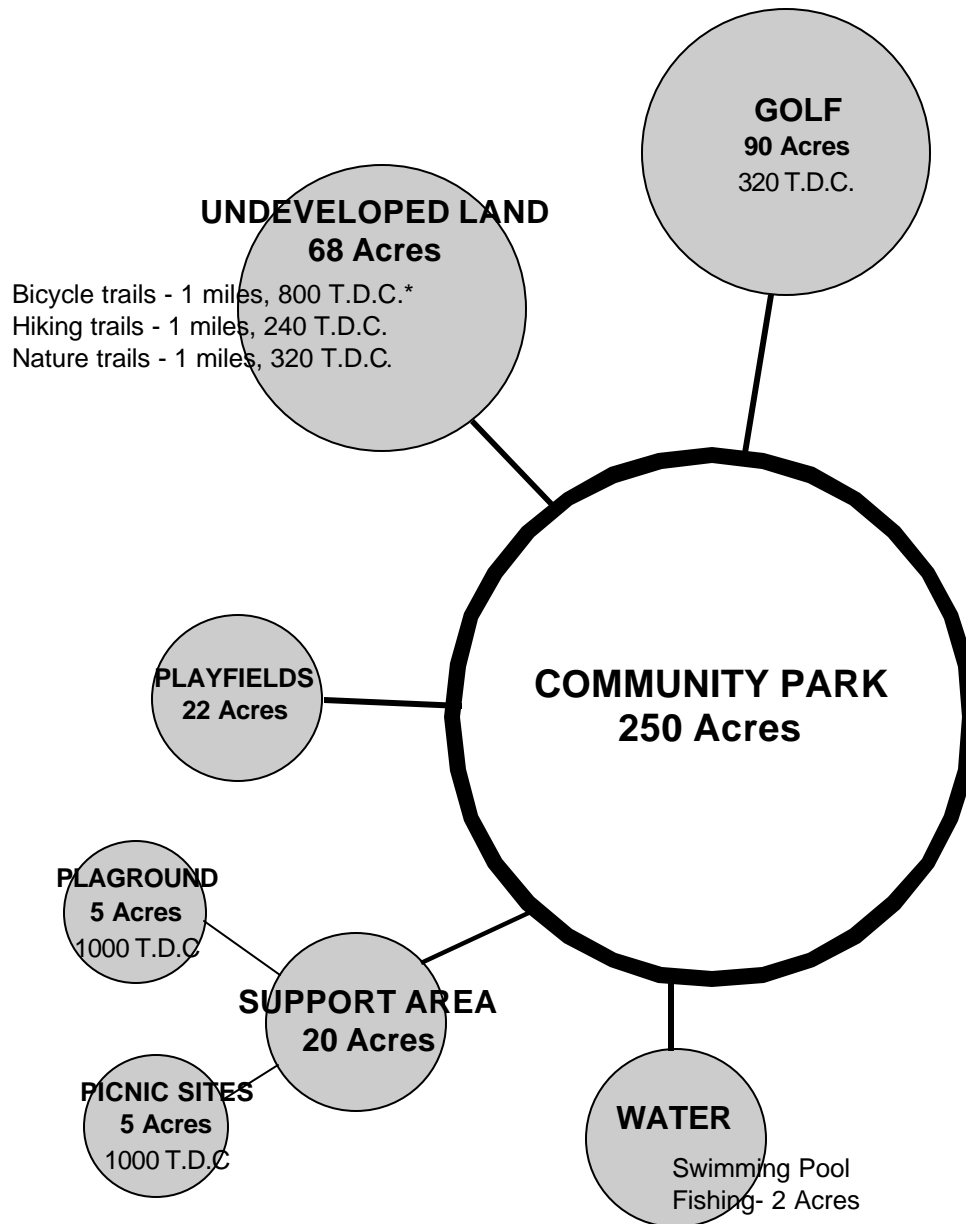 GOLF
90 Acres
320 T.D.C.
UNDEVELOPED LAND
68 Acres
Bicycle trails - 1 miles, 800 T.D.C.*
Hiking trails - 1 miles, 240 T.D.C.
Nature trails - 1 miles, 320 T.D.C.
PLAYFIELDS
22 Acres
COMMUNITY PARK
250 Acres
PLAGROUND
5 Acres
1000 T.D.C
SUPPORT AREA
20 Acres
PICNIC SITES
5 Acres
1000 T.D.C
WATER
Swimming Pool
Fishing- 2 Acres